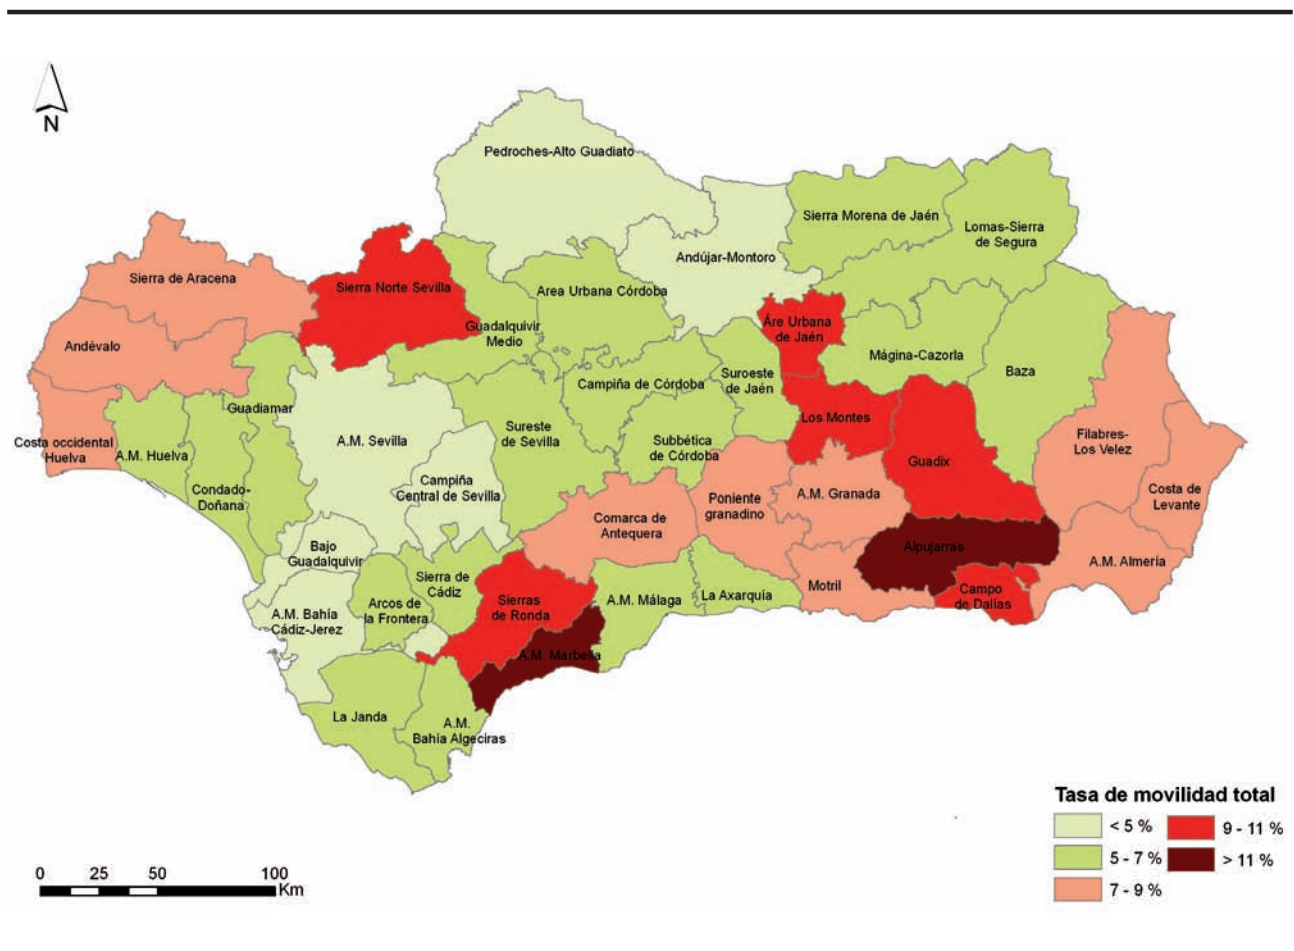 N
Pedroches-Alto Guadiato
Sierra Morena de Jaén
Lomas-Sierra
de Segura
Andújar-Montoro
Sierra de Aracena
Sierra Norte Sevilla
Area Urbana Córdoba
Guadalquivir
Medio
Áre Urbana
de Jaén
Andévalo
Mágina-Cazorla
Baza
Suroeste
de Jaén
Campiña de Córdoba
Guadiamar
Los Montes
Sureste
de Sevilla
A.M. Sevilla
Subbética
de Córdoba
Filabres-
Los Velez
Costa occidental
Huelva
A.M. Huelva
Guadix
Campiña
Central de Sevilla
Condado-
Doñana
Poniente
granadino
A.M. Granada
Costa de
Levante
Comarca de
Antequera
Bajo
Guadalquivir
Alpujarras
A.M. Almería
Sierra de
Cádiz
Motril
Campo
de Dalías
La Axarquía
Arcos de
la Frontera
Sierras
de Ronda
A.M. Málaga
A.M. Bahía
Cádiz-Jerez
A.M. Marbella
La Janda
A.M.
Bahía Algeciras
Tasa de movilidad total
< 5 %
9 - 11 %
5 - 7 %
> 11 %
7 - 9 %
0 25 50 100
Km